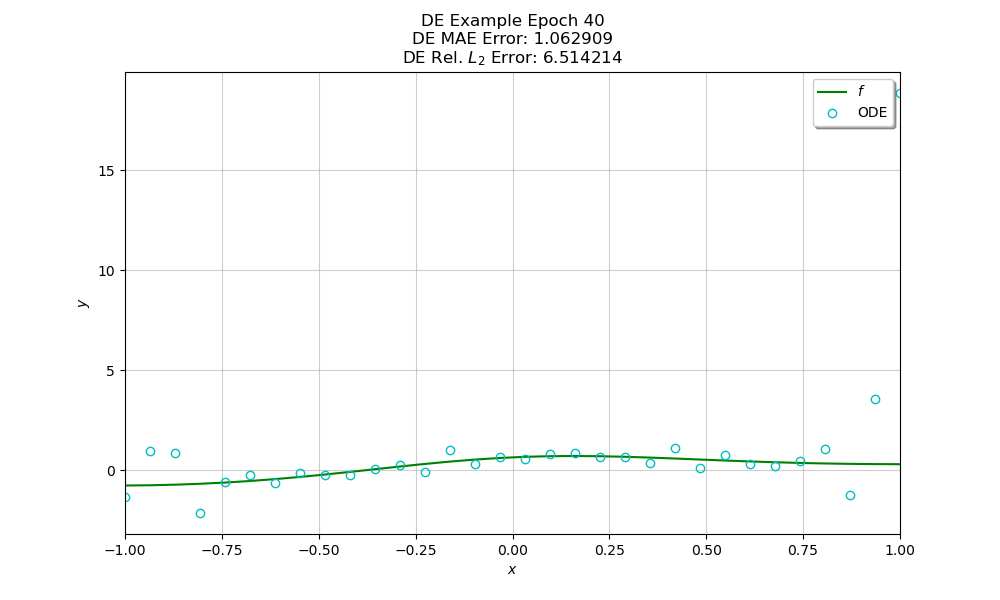 DE Example Epoch 40
DE MAE Error: 1.062909
DE Rel. L₂ Error: 6.514214
f
ODE
15
10
5
0
y
−1.00 −0.75 −0.50 −0.25 0.00 0.25 0.50 0.75 1.00
x